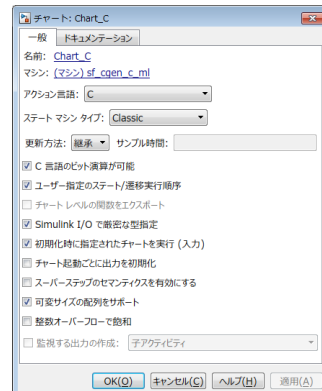 チャート: Chart_C
一般 ドキュメンテーション
名前: Chart_C
マシン: (マシン) sf_cgen_c_ml
アクション言語: C
ステート マシン タイプ: Classic
更新方法: 継承 サンプル時間:
C 言語のビット演算が可能
ユーザー指定のステート/遷移実行順序
チャート レベルの関数をエクスポート
Simulink I/O で厳密な型指定
初期化時に指定されたチャートを実行 (入力)
チャート起動ごとに出力を初期化
スーパーステップのセマンティクスを有効にする
可変サイズの配列をサポート
整数オーバーフローで飽和
監視する出力の作成: 子アクティビティ
OK(O) キャンセル(C) ヘルプ(H) 適用(A)